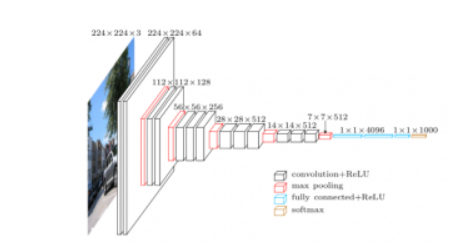 224×224×3 224×224×64
112×112×128
56×56×256
28×28×512
14×14×512
7×7×512
1×1×4096 1×1×1000
convolution+ReLU
max pooling
fully connected+ReLU
softmax